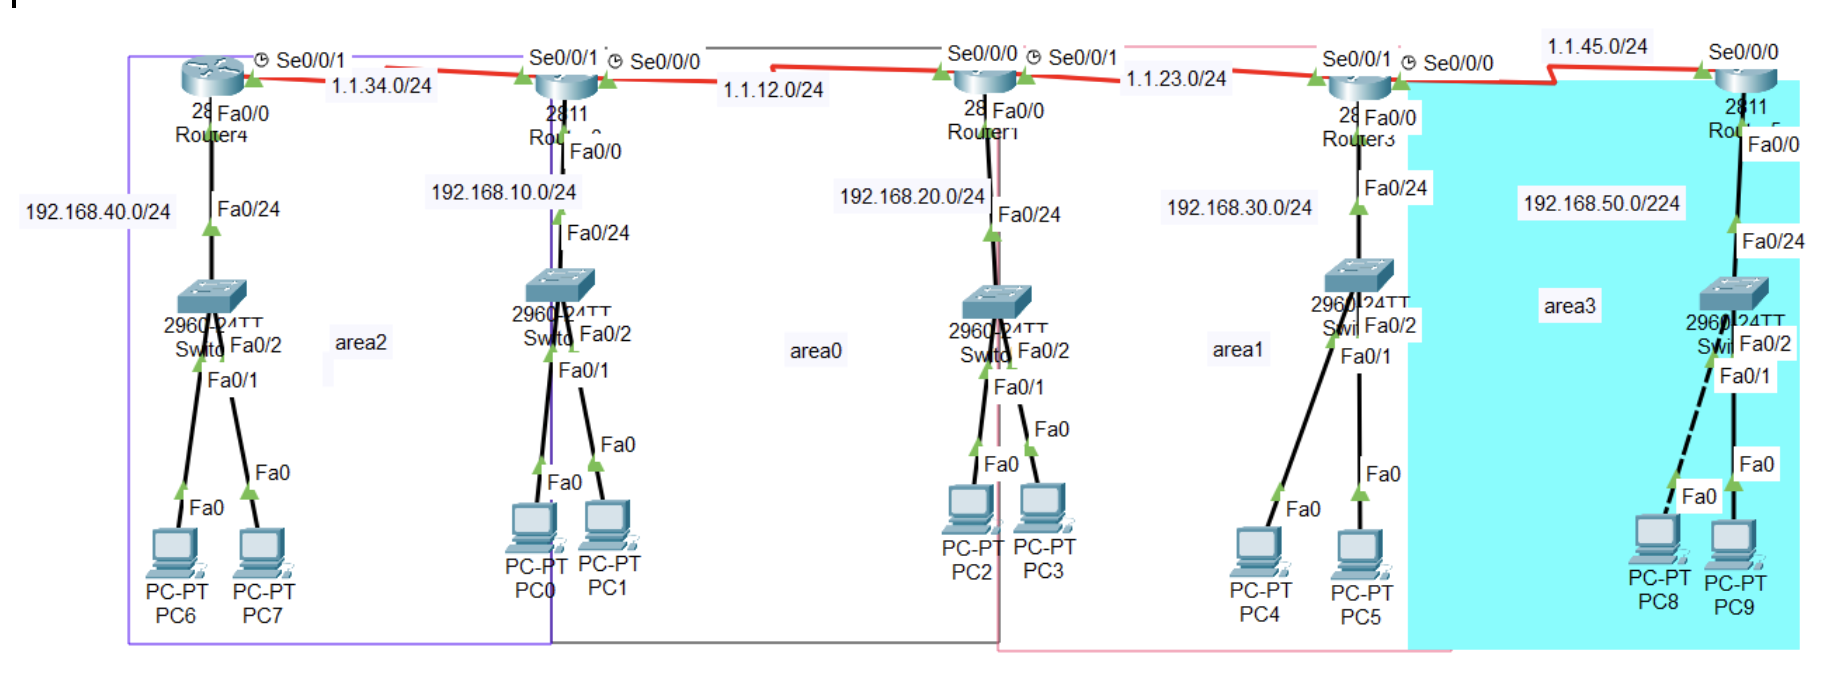 Se0/0/1
Se0/0/1
Se0/0/0
Se0/0/0
Se0/0/1
Se0/0/1
Se0/0/0
1.1.45.0/24
Se0/0/0
1.1.34.0/24
1.1.12.0/24
1.1.23.0/24
28
Fa0/0
Router4
2811
Fa0/0
28
Fa0/0
Router1
28
Fa0/0
Router3
2811
Fa0/0
192.168.40.0/24
Fa0/24
192.168.10.0/24
Fa0/24
192.168.20.0/24
Fa0/24
192.168.30.0/24
Fa0/24
192.168.50.0/224
Fa0/24
2960-24TT
Fa0/2
Fa0/1
area2
2960-24TT
Fa0/2
Fa0/1
area0
2960-24TT
Fa0/2
Fa0/1
area1
2960-24TT
Fa0/2
Fa0/1
area3
2960-24TT
Fa0/2
Fa0/1
Fa0
Fa0
Fa0
Fa0
Fa0
Fa0
Fa0
Fa0
Fa0
Fa0
PC-PT
PC6
PC-PT
PC7
PC-PT
PC0
PC-PT
PC1
PC-PT
PC2
PC-PT
PC3
PC-PT
PC4
PC-PT
PC5
PC-PT
PC8
PC-PT
PC9